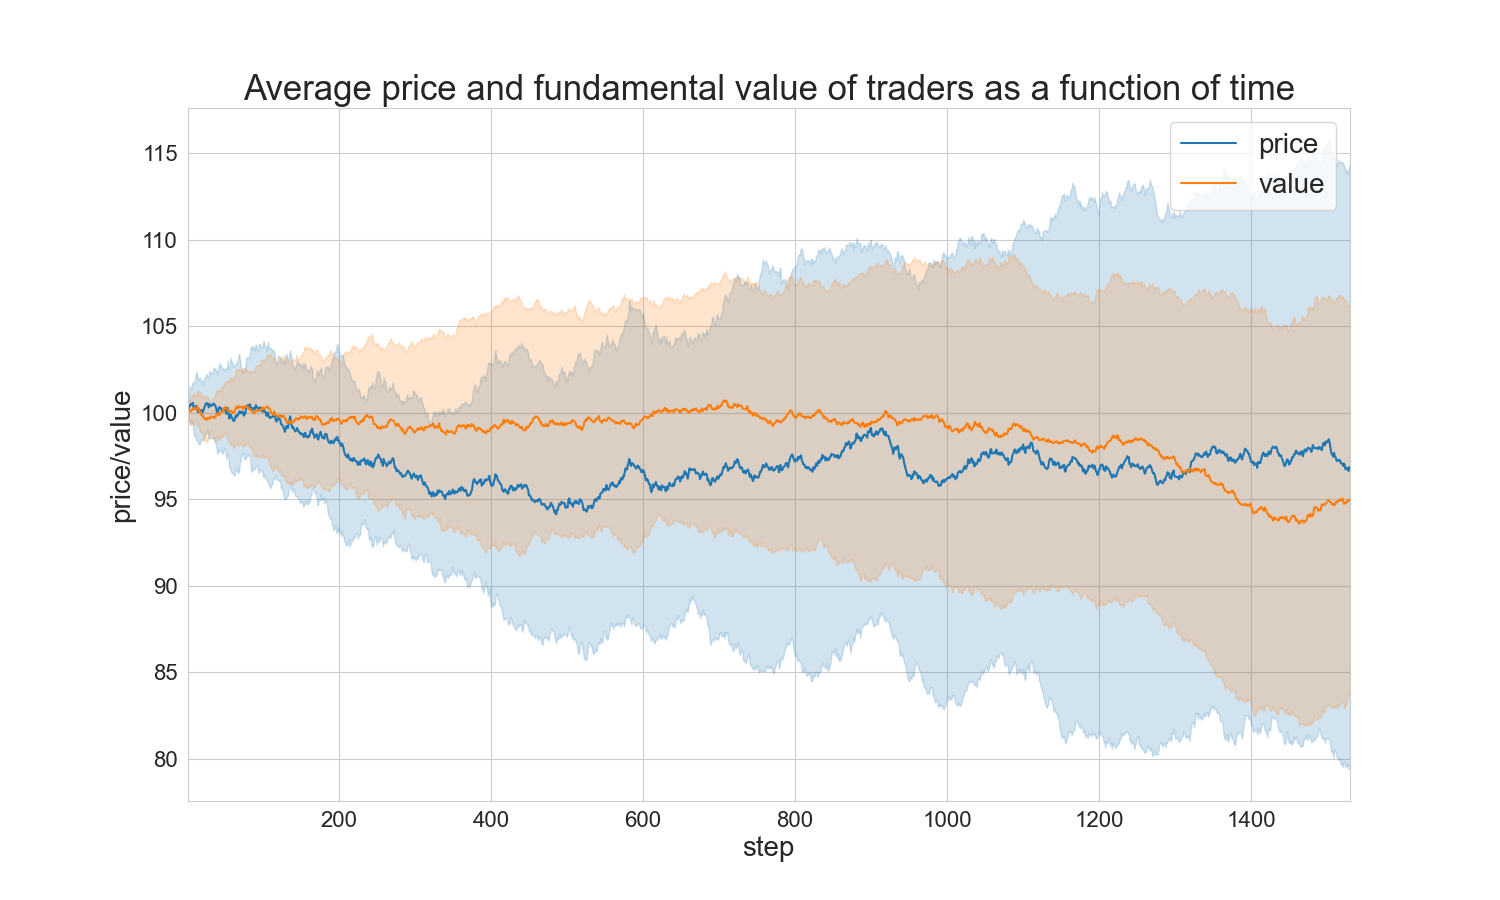 Average price and fundamental value of traders as a function of time
price
value
price/value
115
110
105
100
95
90
85
80
200 400 600 800 1000 1200 1400
step